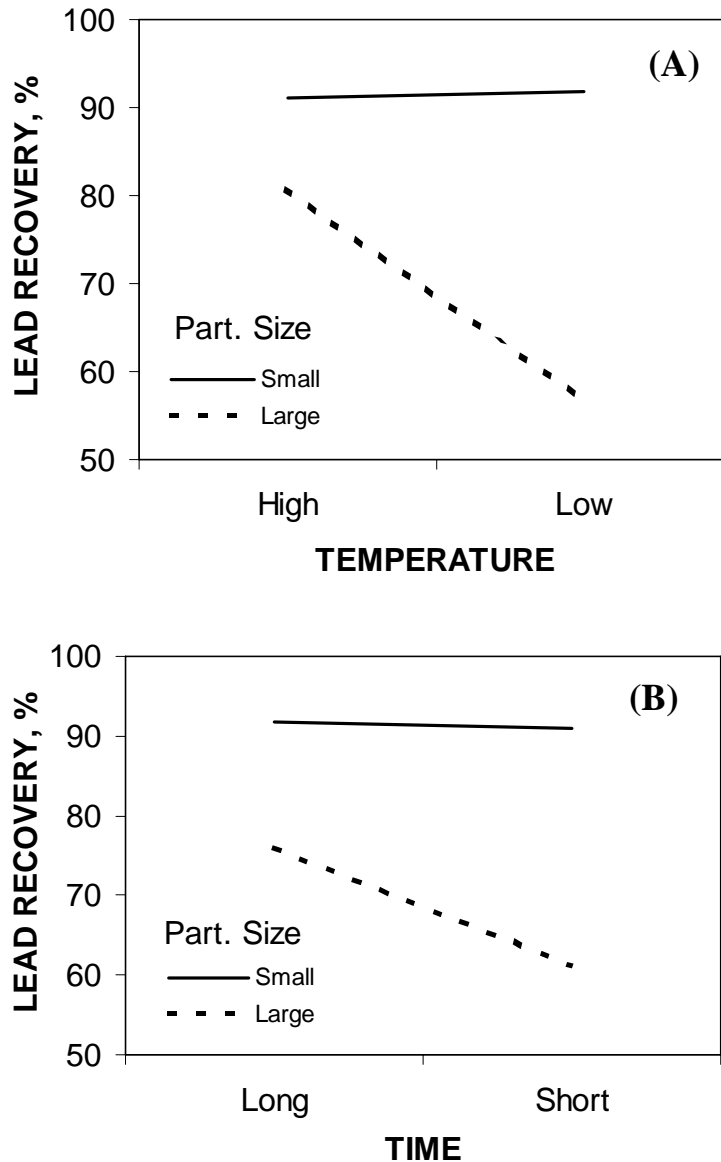 100
(A)
90
80
70
60
50
LEAD RECOVERY, %
Part. Size
Small
Large
High Low
TEMPERATURE
100
(B)
90
80
70
60
50
LEAD RECOVERY, %
Part. Size
Small
Large
Long Short
TIME